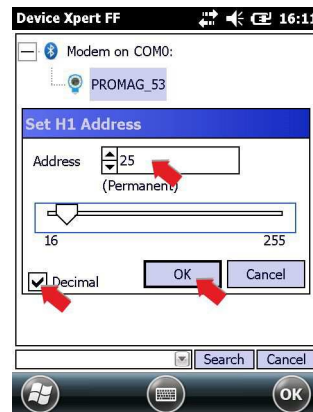 Device Xpert FF 16:11
Modem on COM0:
PROMAG_53
Set H1 Address
Address 25
(Permanent)
16 255
Decimal OK Cancel
Search Cancel
OK